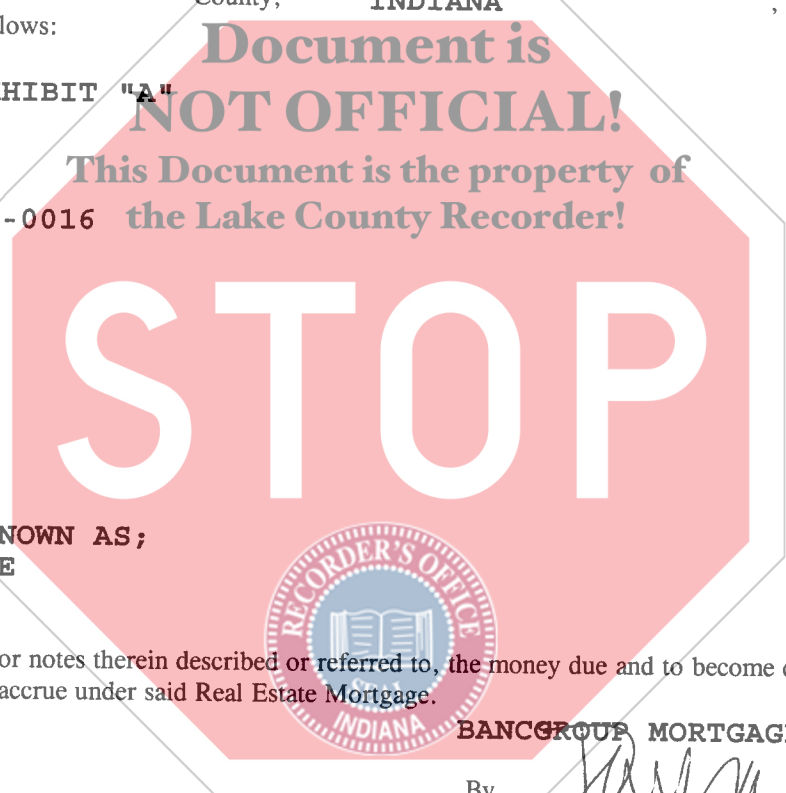 County, INDIANA ,
lows:
Document is
HIBIT "A"
NOT OFFICIAL!
This Document is the property of
-0016 the Lake County Recorder!
STOP
NOWN AS;
E
RECORDER'S OFFICE
SEAL
INDIANA
or notes therein described or referred to, the money due and to become
accrue under said Real Estate Mortgage.
BANCGROUP MORTGAG
By